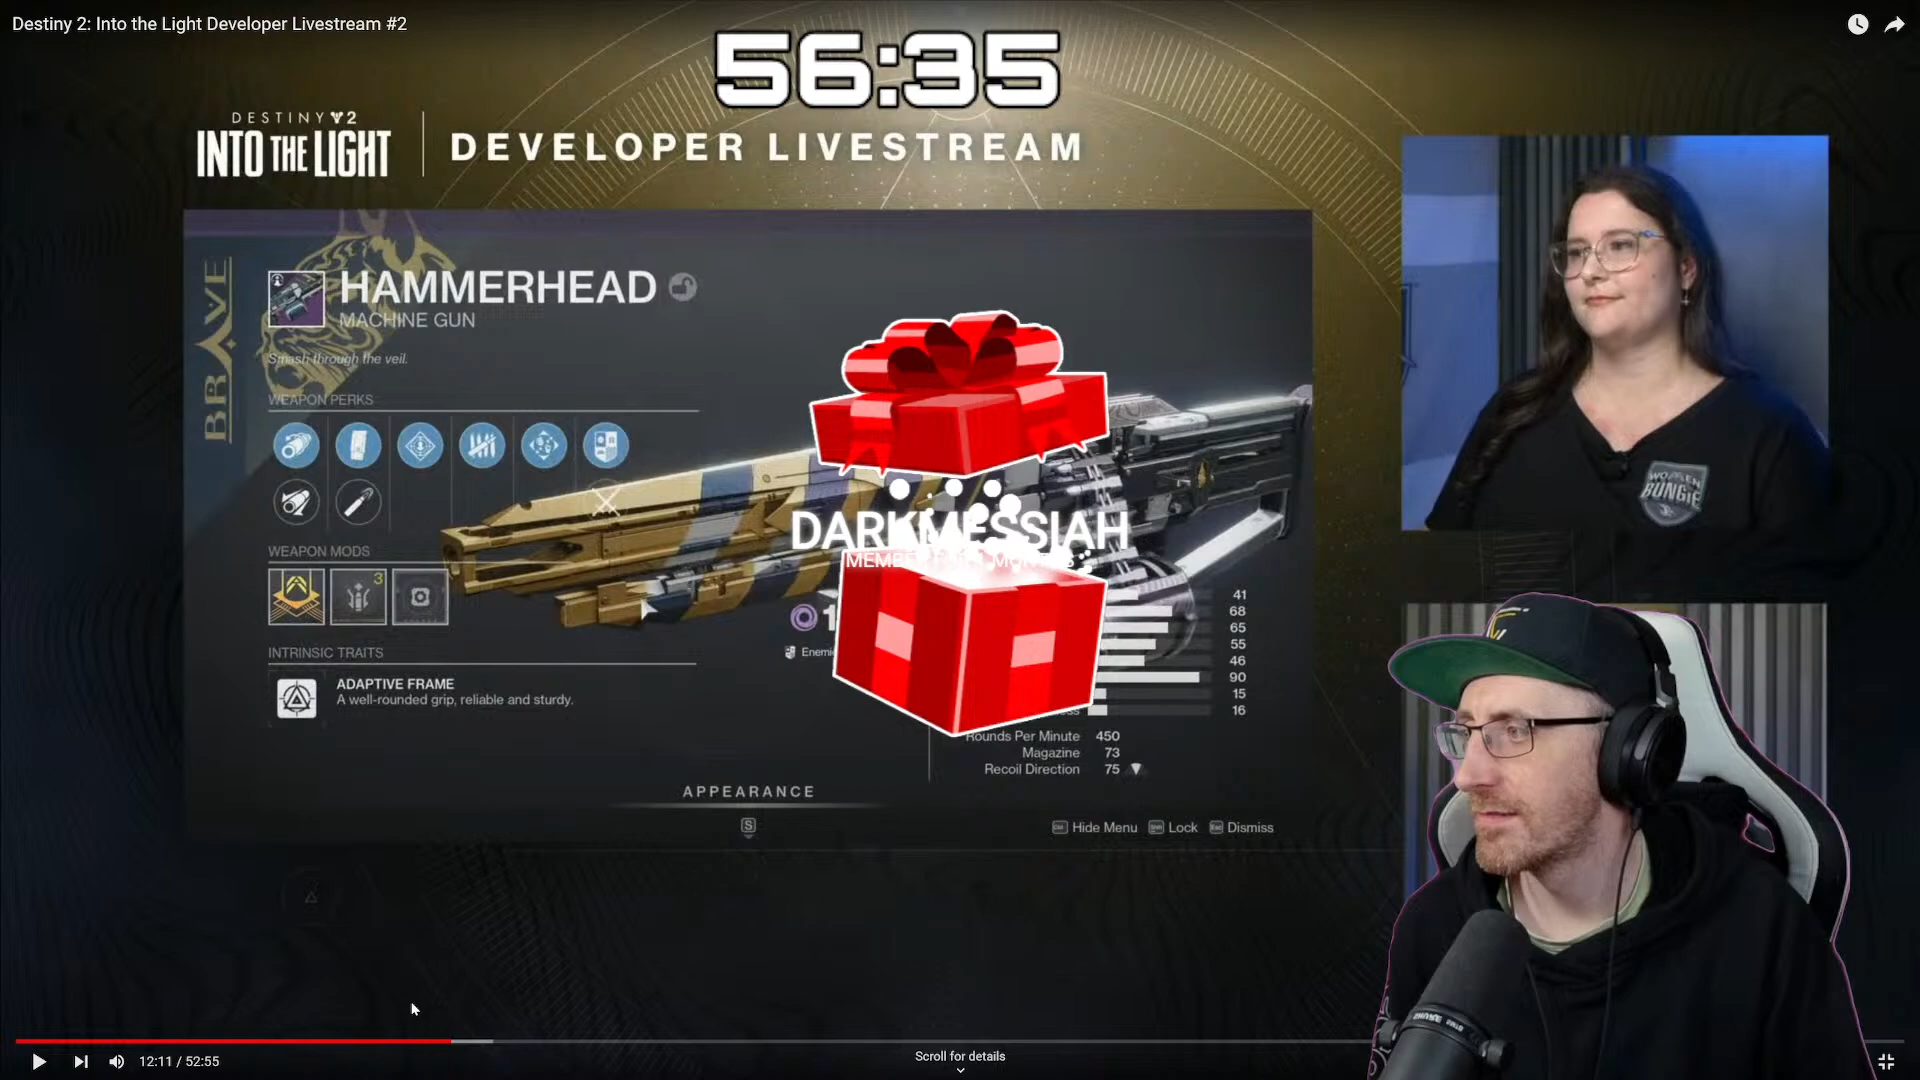 Destiny 2: Into the Light Developer Livestream #2
56:35
DESTINY 2
INTO THE LIGHT
DEVELOPER LIVESTREAM
BRAVE
HAMMERHEAD
MACHINE GUN
Smash through the veil.
WEAPON PERKS
WEAPON MODS
3
INTRINSIC TRAITS
ADAPTIVE FRAME
A well-rounded grip, reliable and sturdy.
DARKMESSIAH
41
68
65
55
46
90
15
16
Rounds Per Minute 450
Magazine 73
Recoil Direction 75
APPEARANCE
S
Hide Menu Lock Dismiss
WOMEN
BUNGIE
12:11 / 52:55
Scroll for details